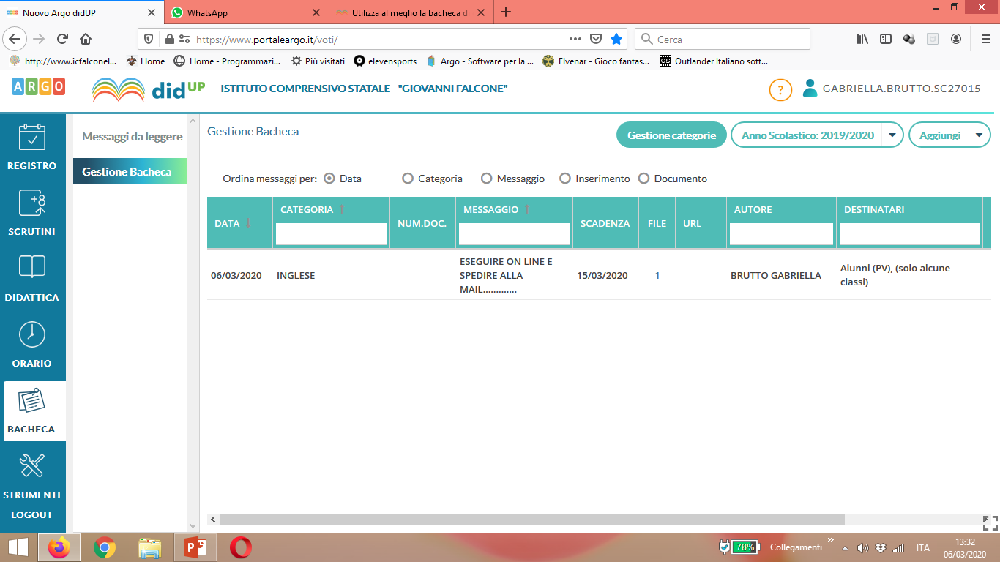 Nuovo Argo didUP
WhatsApp
Utilizza al meglio la bacheca di
https://www.portaleargo.it/voti/
Cerca
http://www.icfalconel...
Home
Home - Programmazi...
Più visitati
elevensports
Argo - Software per la ...
Elvenar - Gioco fantas...
OS
Outlander Italiano sott...
ARGO
didUP
ISTITUTO COMPRENSIVO STATALE - "GIOVANNI FALCONE"
?
GABRIELLA.BRUTTO.SC27015
REGISTRO
+8
SCRUTINI
DIDATTICA
ORARIO
BACHECA
STRUMENTI
LOGOUT
Messaggi da leggere
Gestione Bacheca
Gestione Bacheca
Gestione categorie
Anno Scolastico: 2019/2020
Aggiungi
Ordina messaggi per:
Data
Categoria
Messaggio
Inserimento
Documento
DATA
CATEGORIA
NUM.DOC.
MESSAGGIO
SCADENZA
FILE
URL
AUTORE
DESTINATARI
06/03/2020
INGLESE
ESEGUIRE ON LINE E
SPEDIRE ALLA
MAIL.............
15/03/2020
1
BRUTTO GABRIELLA
Alunni (PV), (solo alcune
classi)
78%
Collegamenti
ITA
13:32
06/03/2020